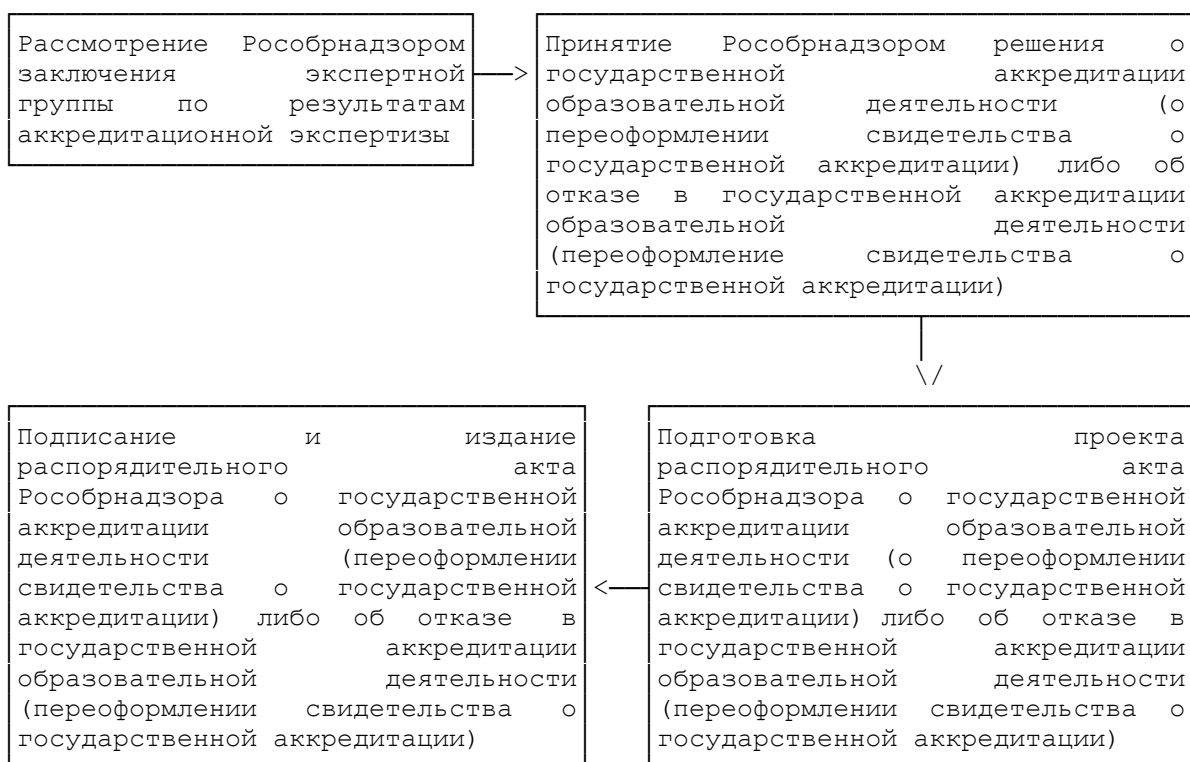 Рассмотрение Рособрнадзором
заключения экспертной
группы по результатам
аккредитационной экспертизы
Принятие Рособрнадзором решения о
государственной аккредитации
образовательной деятельности (о
переоформлении свидетельства о
государственной аккредитации) либо об
отказе в государственной аккредитации
образовательной деятельности
(переоформление свидетельства о
государственной аккредитации)
Подготовка проекта
распорядительного акта
Рособрнадзора о государственной
аккредитации образовательной
деятельности (о переоформлении
свидетельства о государственной
аккредитации) либо об отказе в
государственной аккредитации
образовательной деятельности
(переоформлении свидетельства о
государственной аккредитации)
Подписание и издание
распорядительного акта
Рособрнадзора о государственной
аккредитации образовательной
деятельности (переоформлении
свидетельства о государственной
аккредитации) либо об отказе в
государственной аккредитации
образовательной деятельности
(переоформлении свидетельства о
государственной аккредитации)